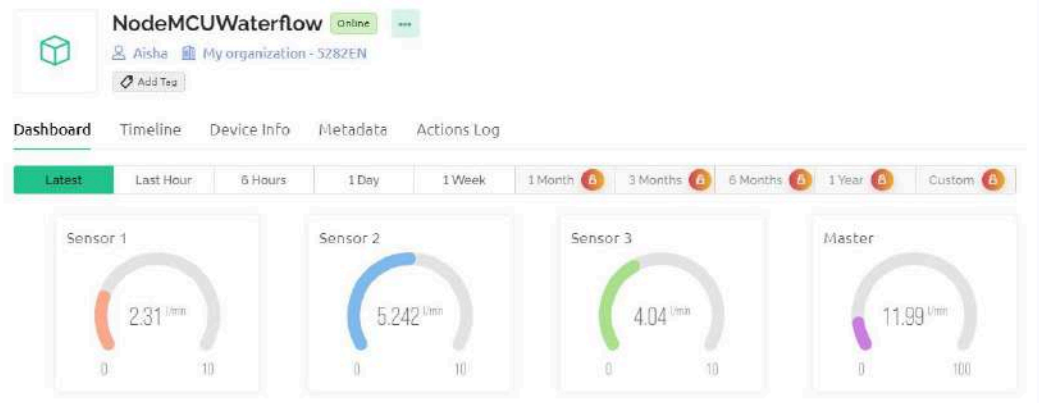 NodeMCUWaterflow Online ...
Aisha My organization - 5282EN
Add Tag
Dashboard Timeline Device Info Metadata Actions Log
Latest Last Hour 6 Hours 1 Day 1 Week 1 Month 3 Months 6 Months 1 Year Custom
Sensor 1 Sensor 2 Sensor 3 Master
2.31 l/min 5.242 l/min 4.04 l/min 11.99 l/min
0 10 0 10 0 10 0 100